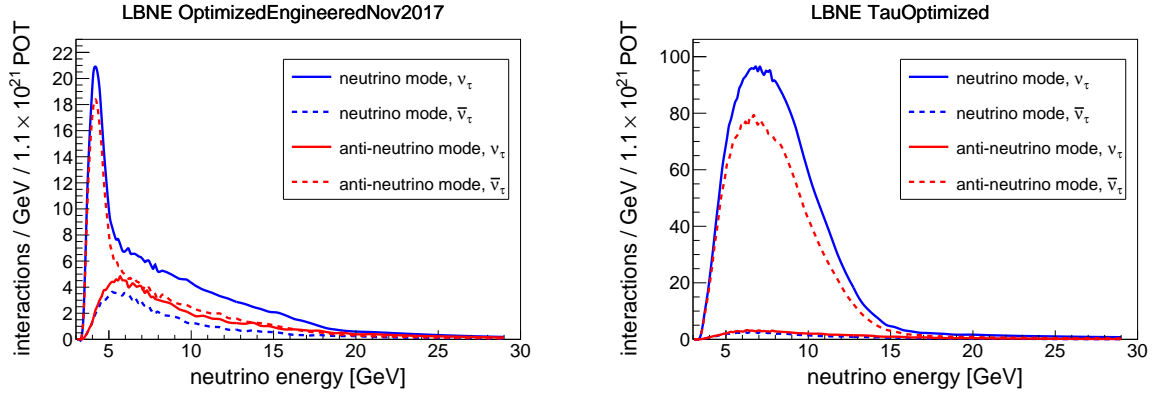 LBNE OptimizedEngineeredNov2017
interactions / GeV / 1.1 × 10²¹ POT
22
20
18
16
14
12
10
8
6
4
2
0
neutrino mode, ν_τ
neutrino mode, ν̅_τ
anti-neutrino mode, ν_τ
anti-neutrino mode, ν̅_τ
5 10 15 20 25 30
neutrino energy [GeV]
LBNE TauOptimized
interactions / GeV / 1.1 × 10²¹ POT
100
80
60
40
20
0
neutrino mode, ν_τ
neutrino mode, ν̅_τ
anti-neutrino mode, ν_τ
anti-neutrino mode, ν̅_τ
5 10 15 20 25 30
neutrino energy [GeV]